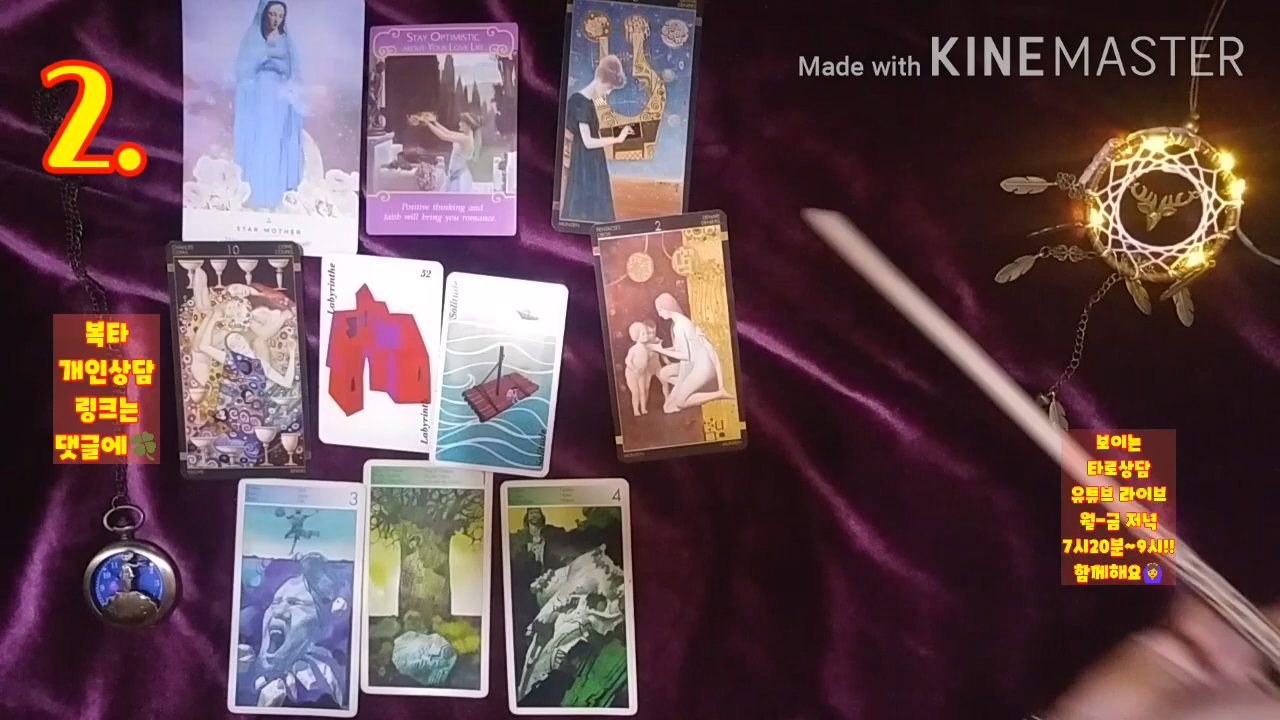 Made with KINEMASTER
2.
STAR MOTHER
STAY OPTIMISTIC
ABOUT YOUR LOVE LIFE
Positive thinking and
faith will bring you romance.
10
Labyrinthe
52
Labyrinthe
Solitude
2
3
4
복타
개인상담
링크는
댓글에🍀
보이는
타로상담
유튜브 라이브
월-금 저녁
7시20분~9시!!
함께해요🙆‍♀️